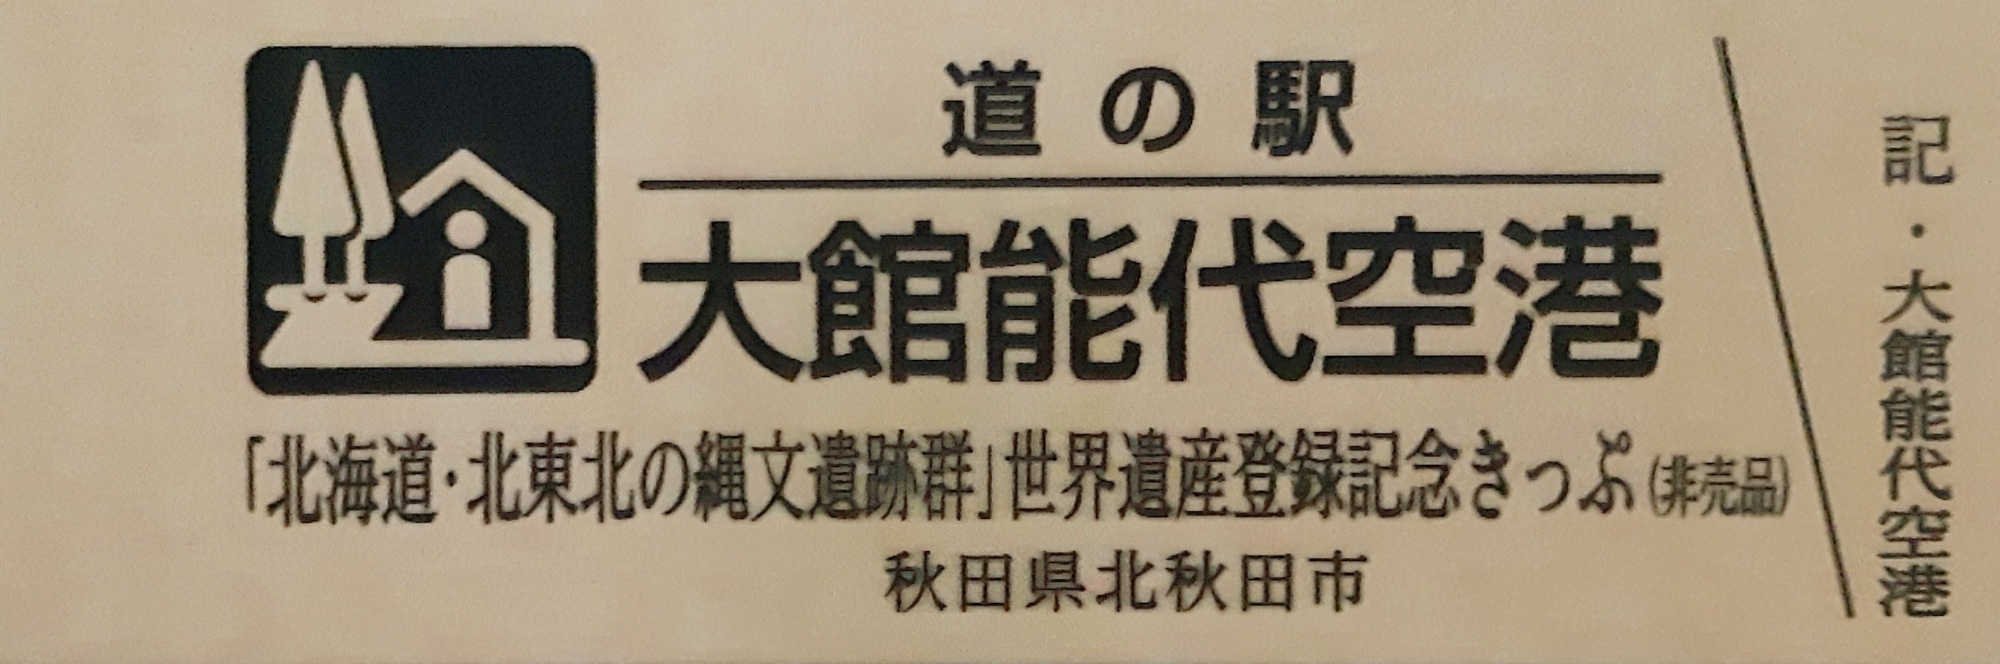 道の駅
大館能代空港
「北海道・北東北の縄文遺跡群」世界遺産登録記念きっぷ(非売品)
秋田県北秋田市
記・大館能代空港